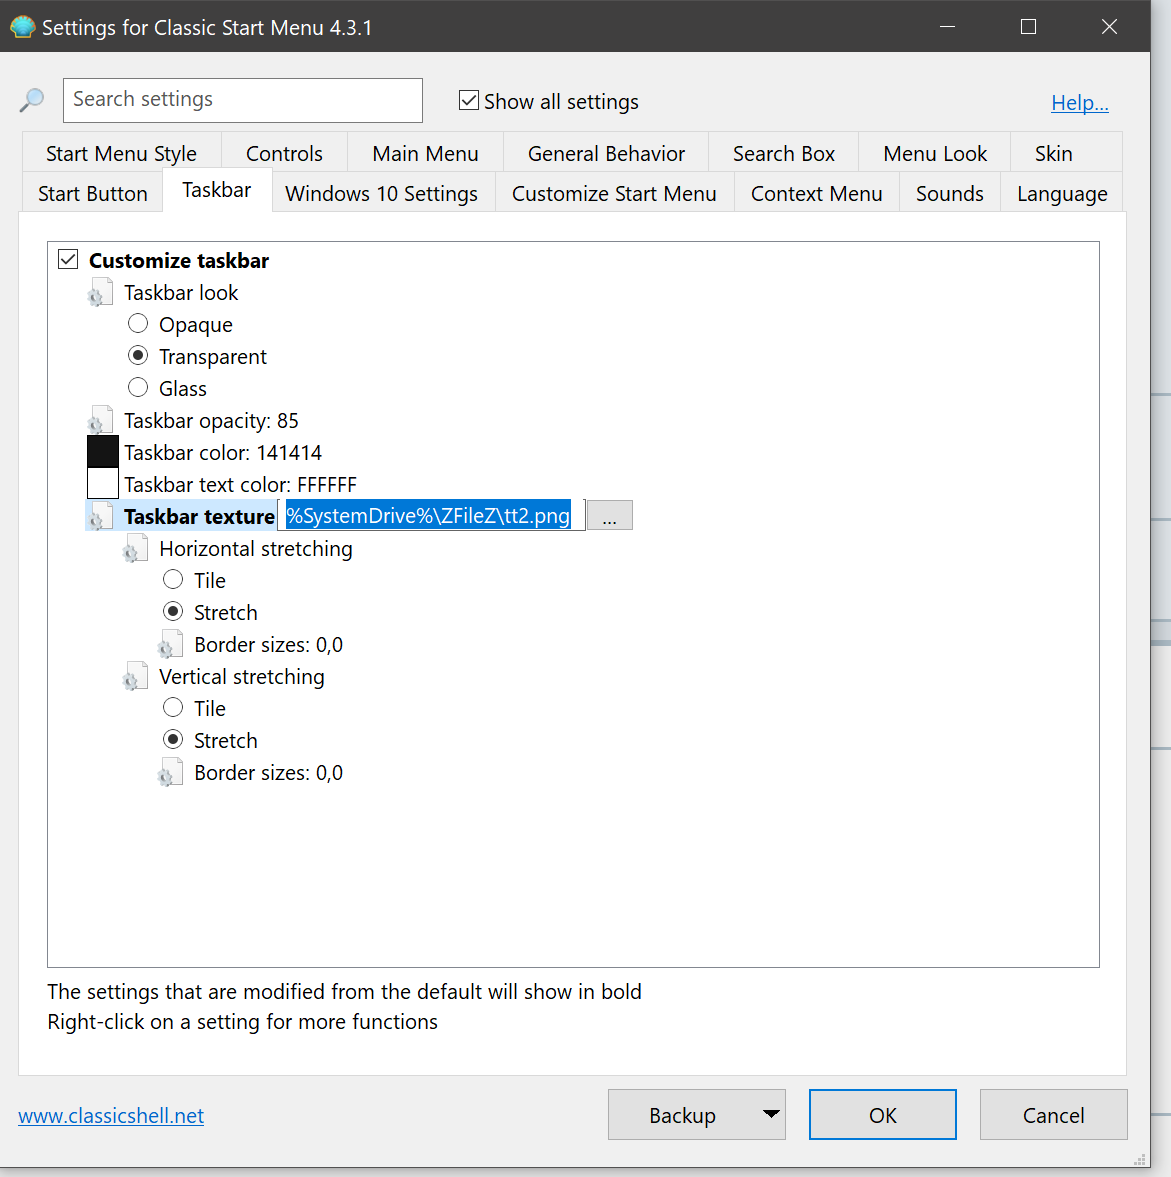 Settings for Classic Start Menu 4.3.1
Search settings
Show all settings
Help...
Start Menu Style Controls Main Menu General Behavior Search Box Menu Look Skin
Start Button Taskbar Windows 10 Settings Customize Start Menu Context Menu Sounds Language
Customize taskbar
Taskbar look
Opaque
Transparent
Glass
Taskbar opacity: 85
Taskbar color: 141414
Taskbar text color: FFFFFF
Taskbar texture %SystemDrive%\ZFileZ\tt2.png ...
Horizontal stretching
Tile
Stretch
Border sizes: 0,0
Vertical stretching
Tile
Stretch
Border sizes: 0,0
The settings that are modified from the default will show in bold
Right-click on a setting for more functions
www.classicshell.net
Backup
OK
Cancel